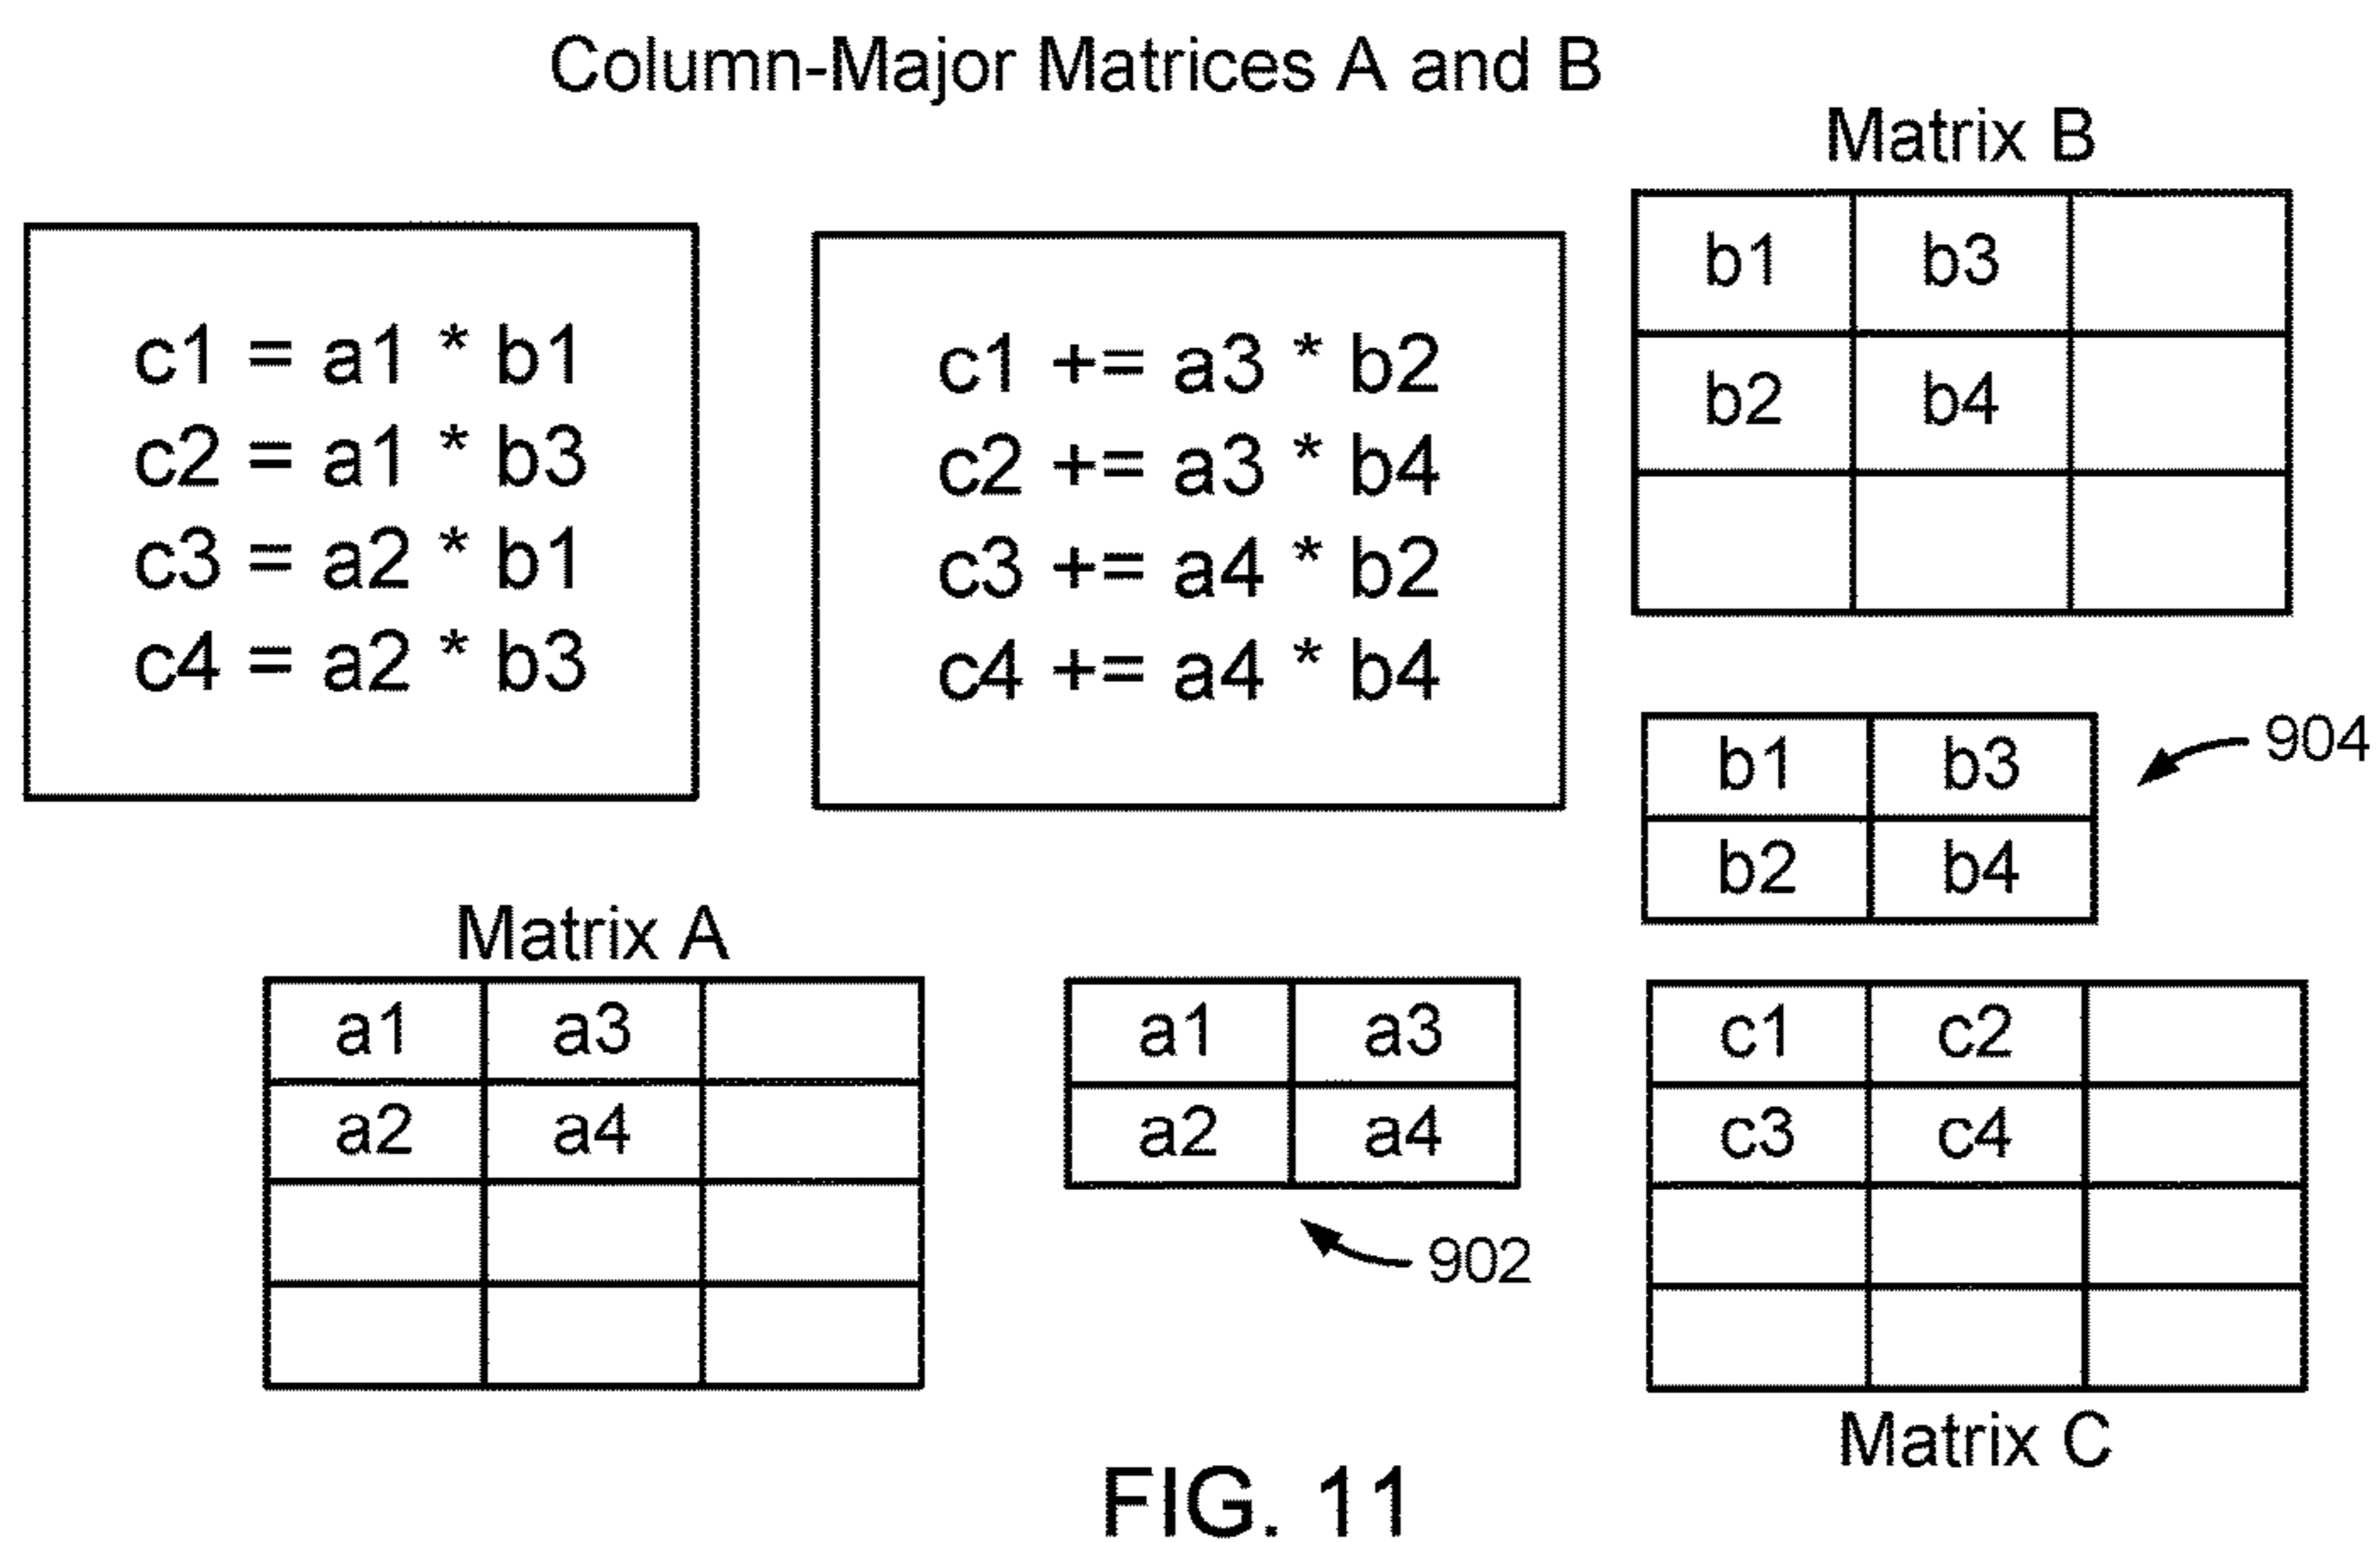 Column-Major Matrices A and B
c1 = a1 * b1
c2 = a1 * b3
c3 = a2 * b1
c4 = a2 * b3
c1 += a3 * b2
c2 += a3 * b4
c3 += a4 * b2
c4 += a4 * b4
Matrix B
b1 b3
b2 b4
b1 b3
b2 b4
904
Matrix A
a1 a3
a2 a4
a1 a3
a2 a4
902
c1 c2
c3 c4
Matrix C
FIG. 11